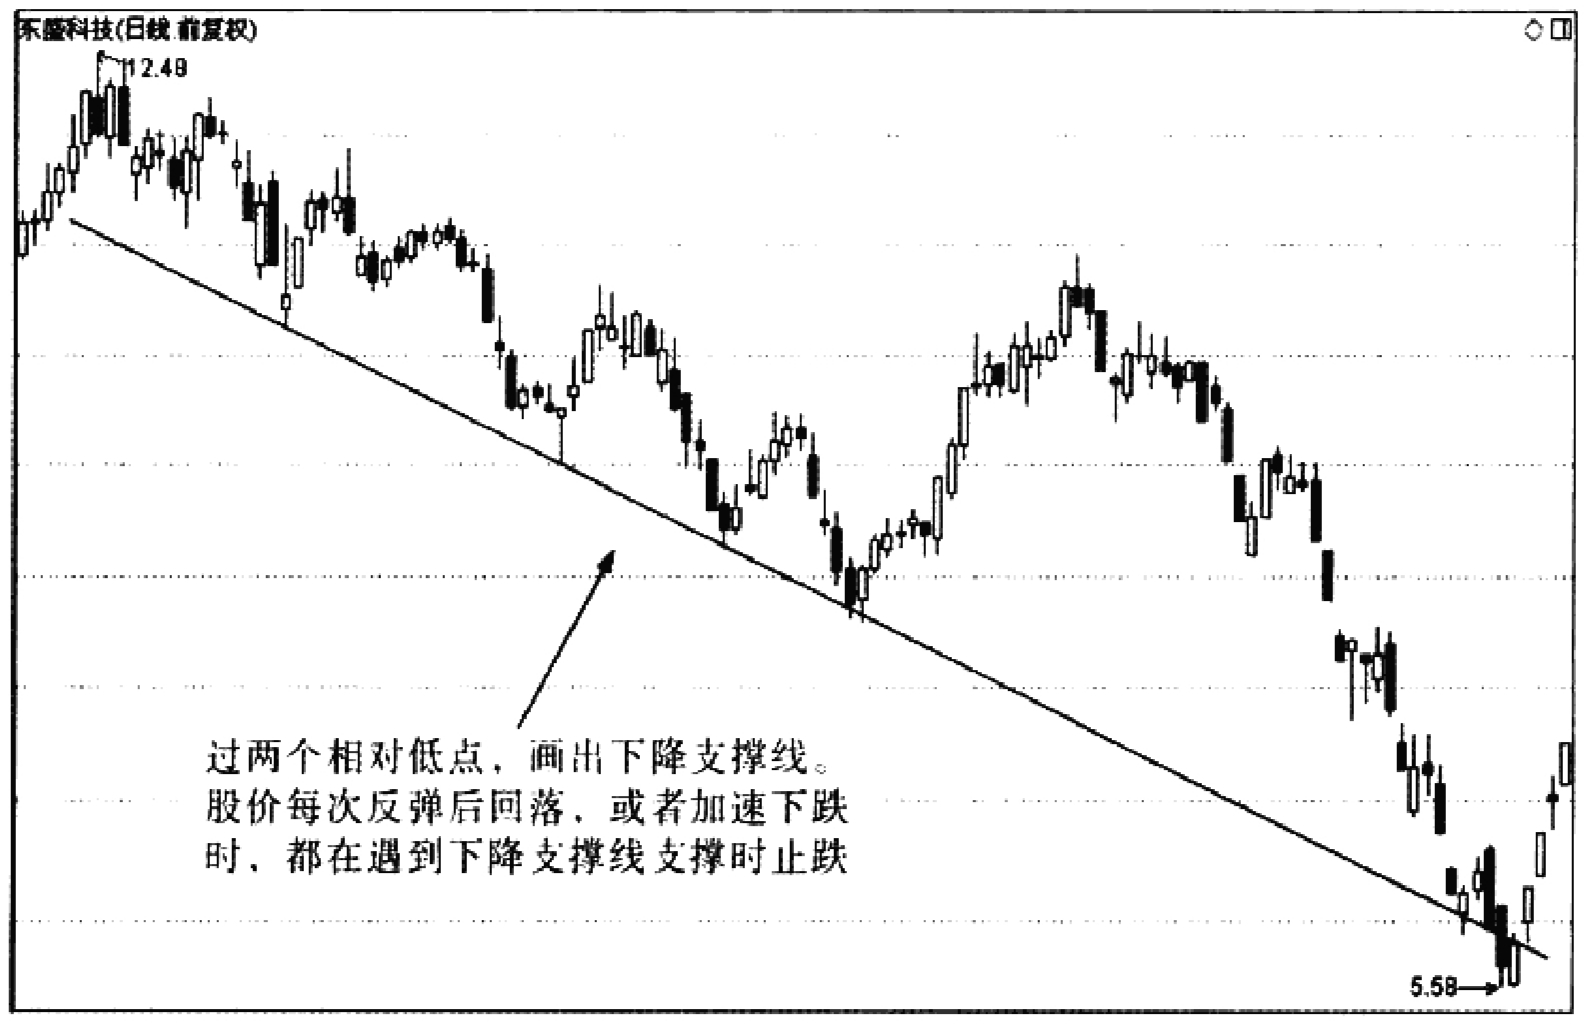 东盛科技(日线 前复权)
12.48
过两个相对低点，画出下降支撑线。
股价每次反弹后回落，或者加速下跌
时，都在遇到下降支撑线支撑时止跌
5.58